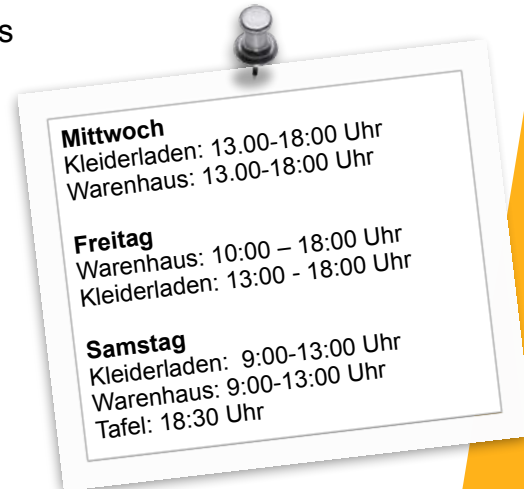 s
Mittwoch
Kleiderladen: 13.00-18:00 Uhr
Warenhaus: 13.00-18:00 Uhr
Freitag
Warenhaus: 10:00 – 18:00 Uhr
Kleiderladen: 13:00 - 18:00 Uhr
Samstag
Kleiderladen:  9:00-13:00 Uhr
Warenhaus: 9:00-13:00 Uhr
Tafel: 18:30 Uhr